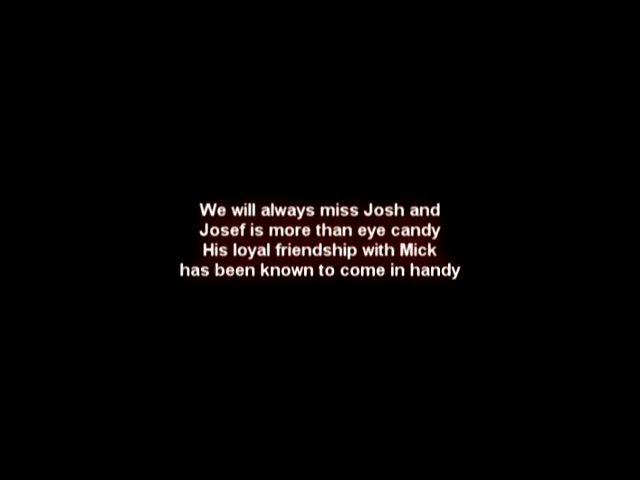 We will always miss Josh and
Josef is more than eye candy
His loyal friendship with Mick
has been known to come in handy